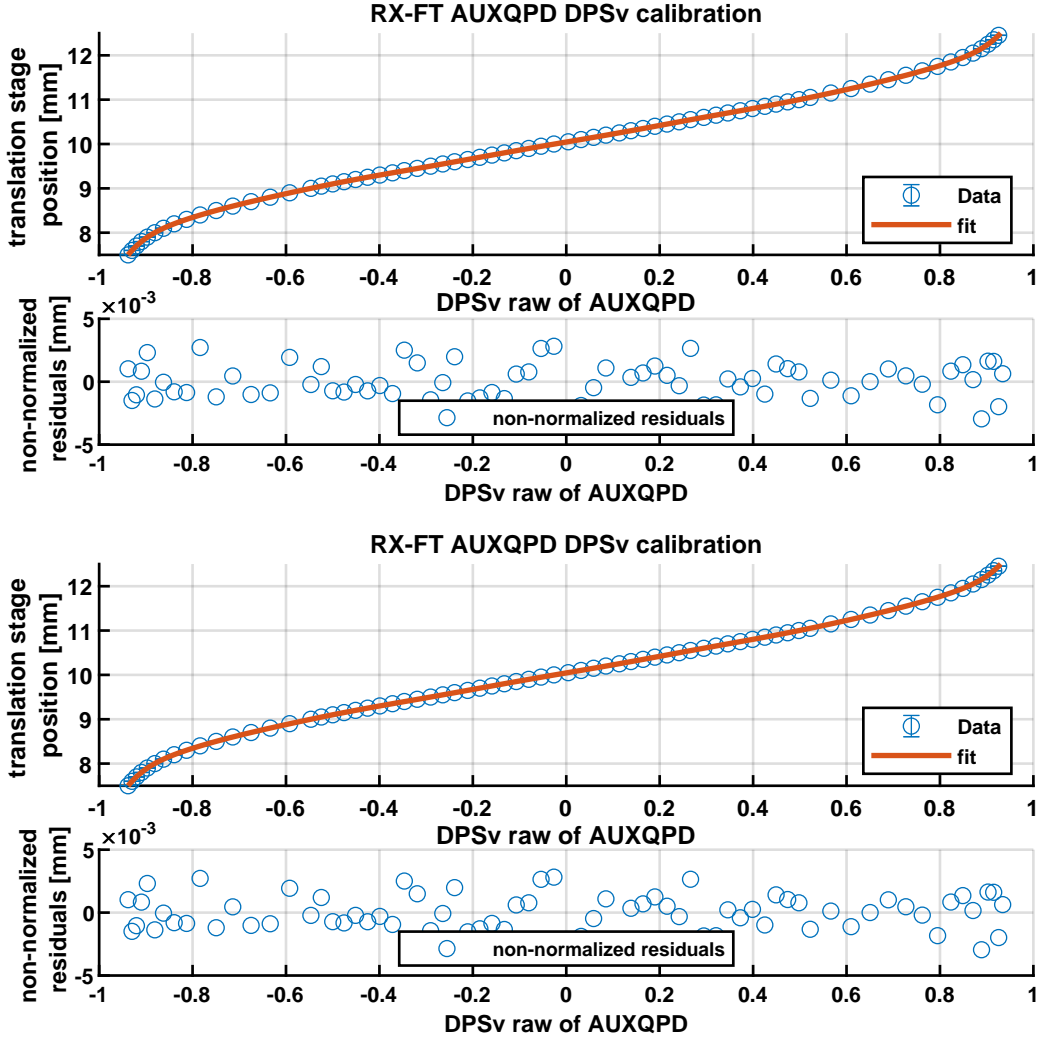 RX-FT AUXQPD DPSv calibration
translation stage
position [mm]
12
11
10
9
8
Data
fit
-1 -0.8 -0.6 -0.4 -0.2 0 0.2 0.4 0.6 0.8 1
DPSv raw of AUXQPD
×10-3
non-normalized
residuals [mm]
5
0
-5
non-normalized residuals
-1 -0.8 -0.6 -0.4 -0.2 0 0.2 0.4 0.6 0.8 1
DPSv raw of AUXQPD
RX-FT AUXQPD DPSv calibration
translation stage
position [mm]
12
11
10
9
8
Data
fit
-1 -0.8 -0.6 -0.4 -0.2 0 0.2 0.4 0.6 0.8 1
DPSv raw of AUXQPD
×10-3
non-normalized
residuals [mm]
5
0
-5
non-normalized residuals
-1 -0.8 -0.6 -0.4 -0.2 0 0.2 0.4 0.6 0.8 1
DPSv raw of AUXQPD